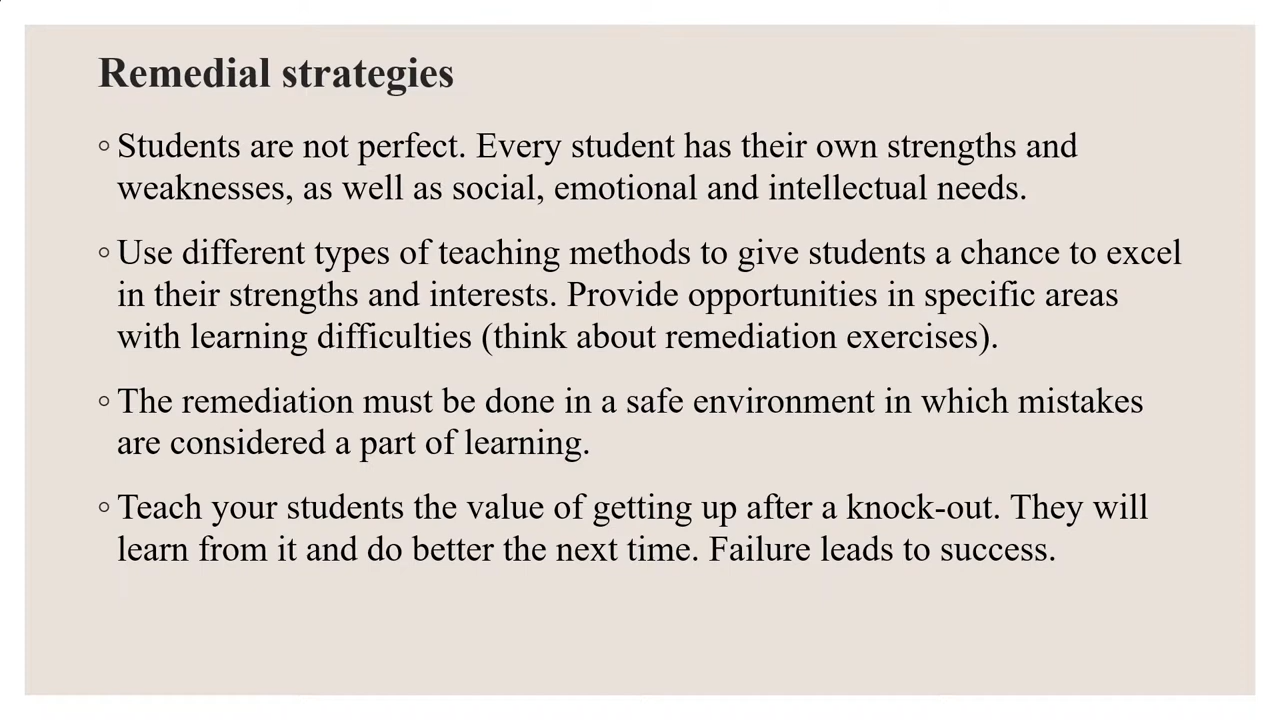 Remedial strategies
◦ Students are not perfect. Every student has their own strengths and
weaknesses, as well as social, emotional and intellectual needs.
◦ Use different types of teaching methods to give students a chance to excel
in their strengths and interests. Provide opportunities in specific areas
with learning difficulties (think about remediation exercises).
◦ The remediation must be done in a safe environment in which mistakes
are considered a part of learning.
◦ Teach your students the value of getting up after a knock-out. They will
learn from it and do better the next time. Failure leads to success.